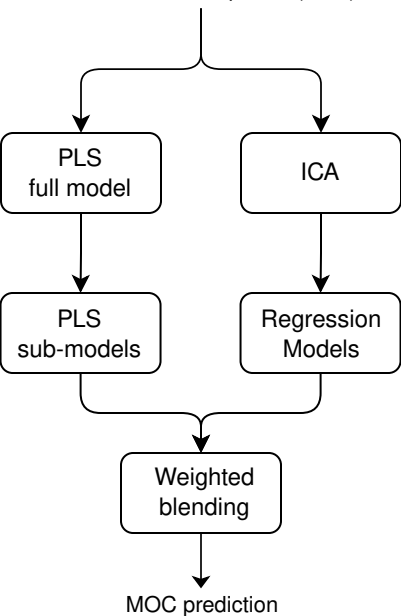 PLS
full model
ICA
PLS
sub-models
Regression
Models
Weighted
blending
MOC prediction